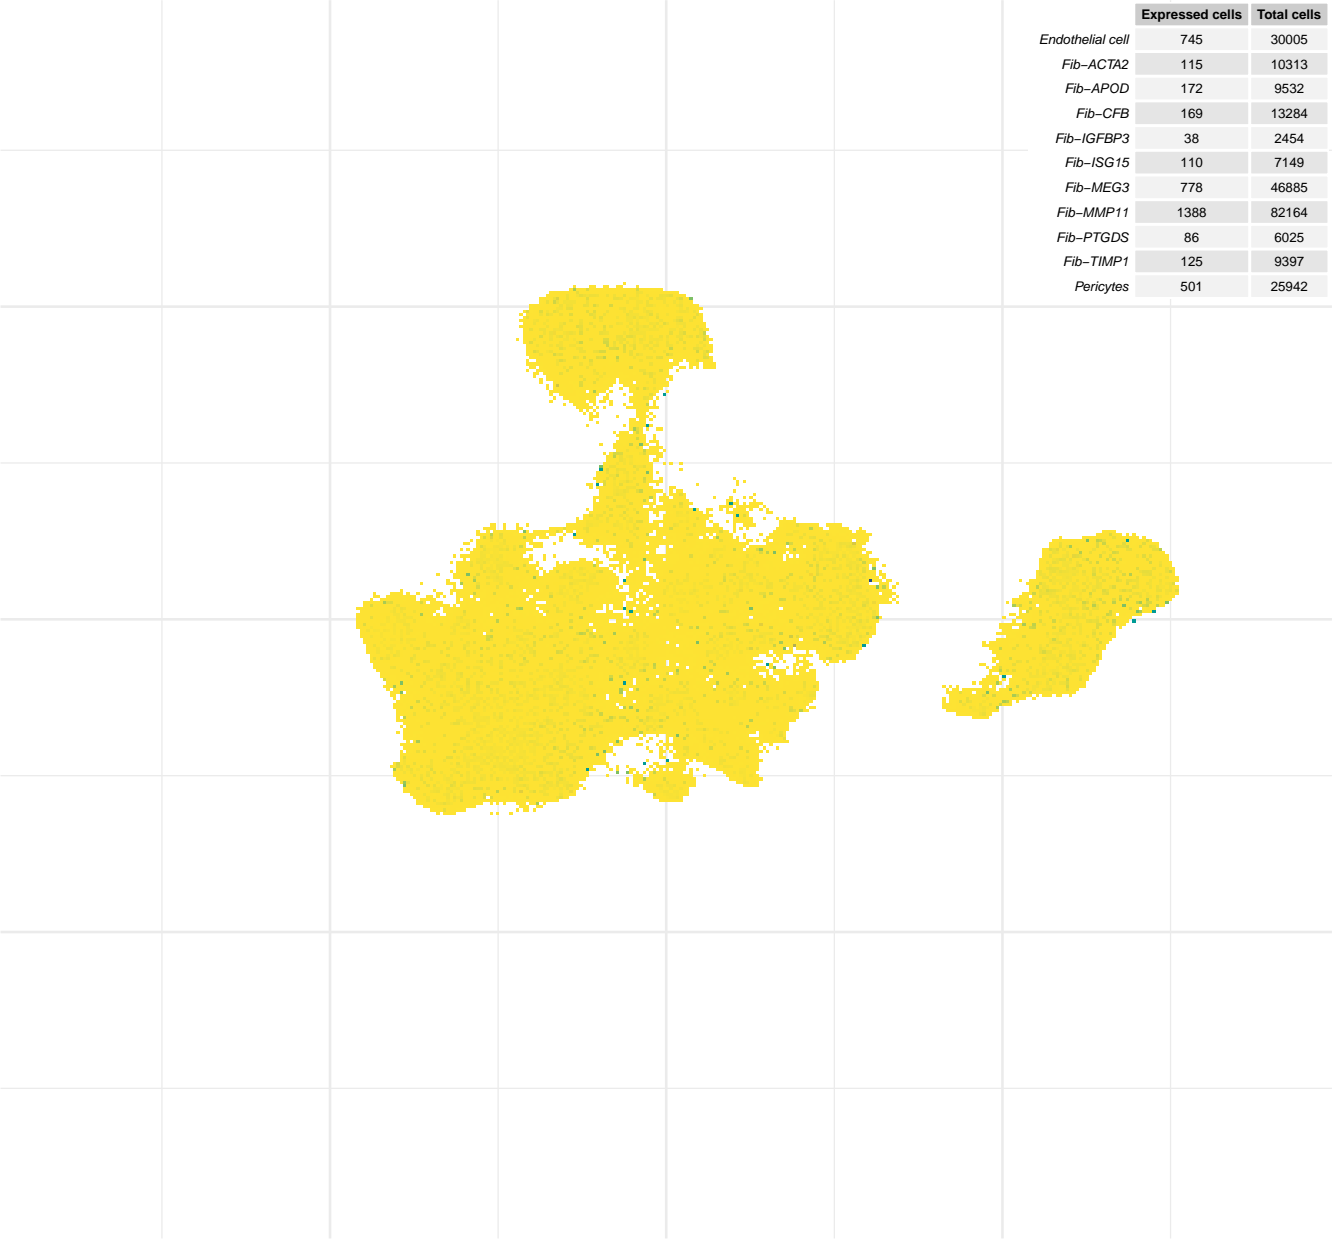 Expressed cells Total cells
Endothelial cell 745 30005
Fib−ACTA2 115 10313
Fib−APOD 172 9532
Fib−CFB 169 13284
Fib−IGFBP3 38 2454
Fib−ISG15 110 7149
Fib−MEG3 778 46885
Fib−MMP11 1388 82164
Fib−PTGDS 86 6025
Fib−TIMP1 125 9397
Pericytes 501 25942